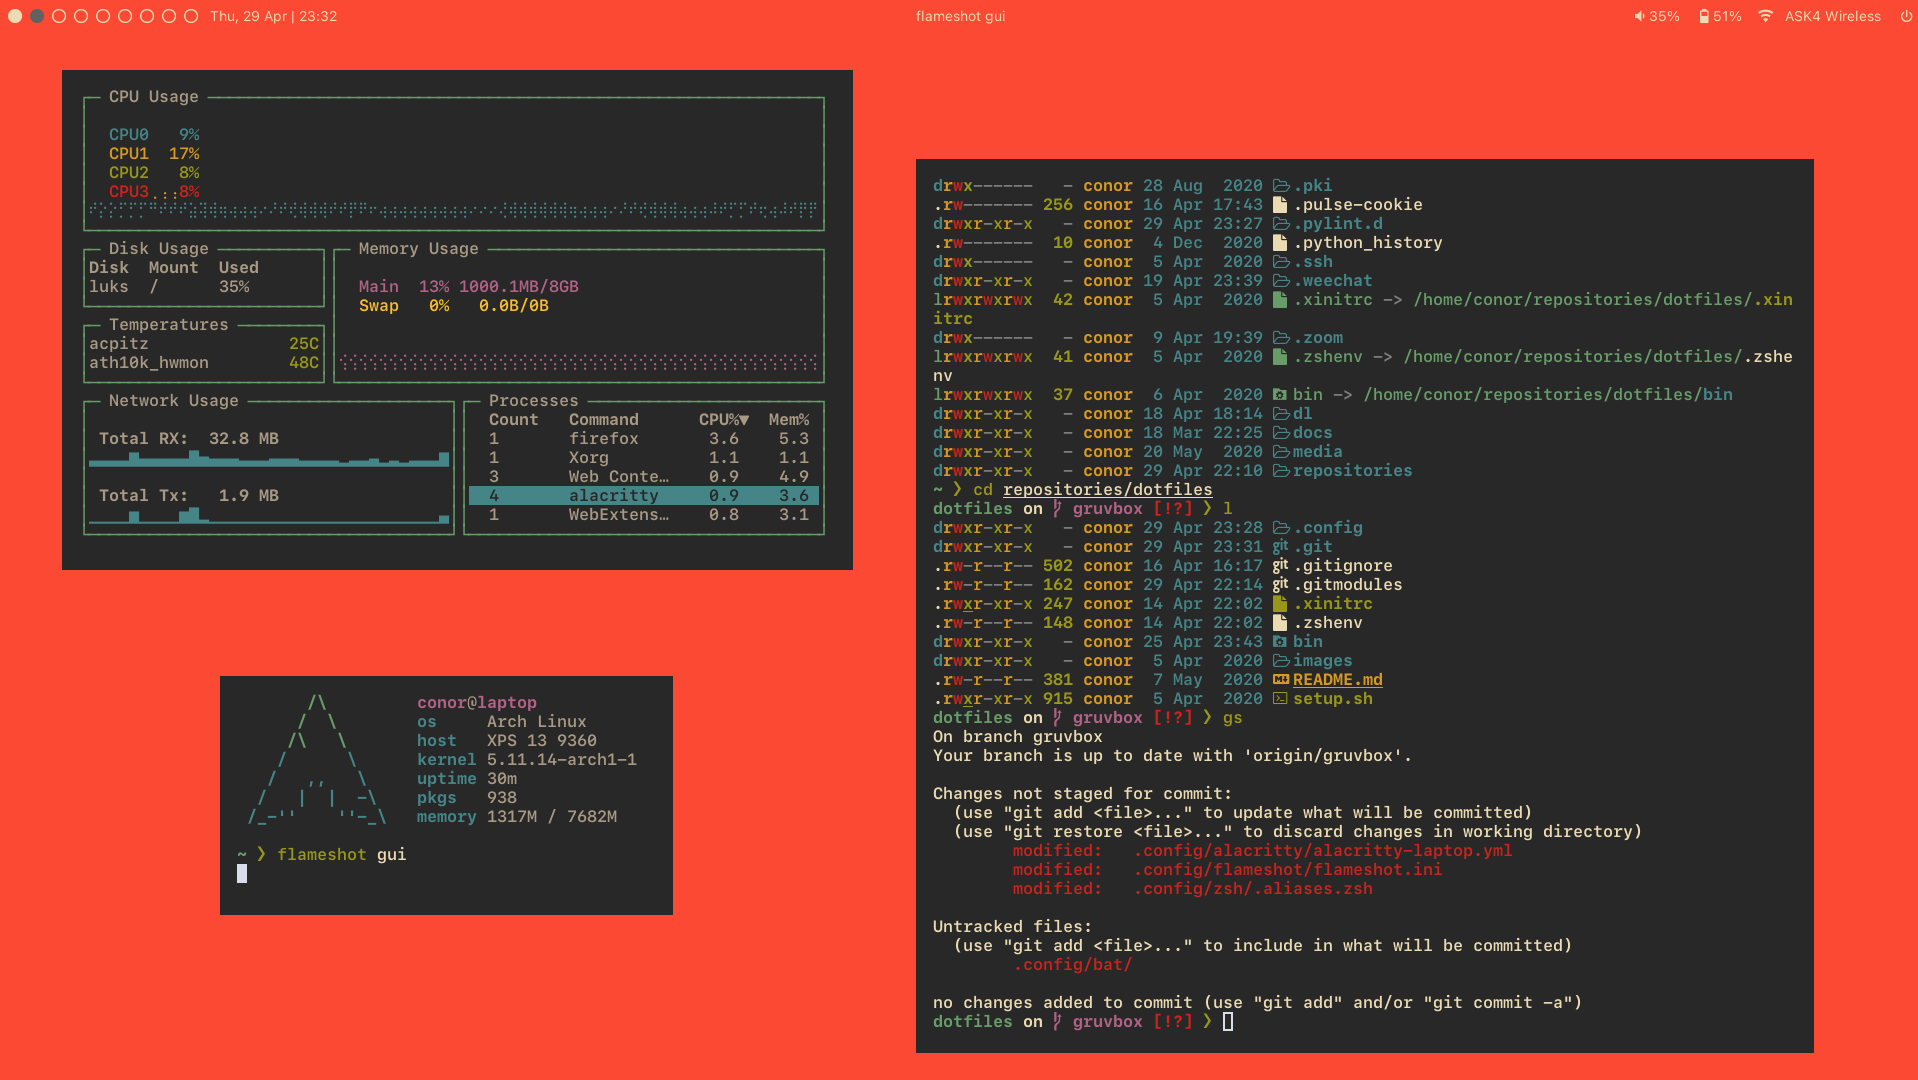 Thu, 29 Apr | 23:32
flameshot gui
35% 51% ASK4 Wireless
CPU Usage
CPU0 9%
CPU1 17%
CPU2 8%
CPU3 8%
Disk Usage
Disk Mount Used
luks / 35%
Memory Usage
Main 13% 1000.1MB/8GB
Swap 0% 0.0B/0B
Temperatures
acpitz 25C
ath10k_hwmon 48C
Network Usage
Total RX: 32.8 MB
Total Tx: 1.9 MB
Processes
Count Command CPU%▼ Mem%
1 firefox 3.6 5.3
1 Xorg 1.1 1.1
3 Web Conte… 0.9 4.9
4 alacritty 0.9 3.6
1 WebExtens… 0.8 3.1
conor@laptop
os Arch Linux
host XPS 13 9360
kernel 5.11.14-arch1-1
uptime 30m
pkgs 938
memory 1317M / 7682M
~ ❯ flameshot gui
drwx------ - conor 28 Aug 2020 .pki
.rw------- 256 conor 16 Apr 17:43 .pulse-cookie
drwxr-xr-x - conor 29 Apr 23:27 .pylint.d
.rw------- 10 conor 4 Dec 2020 .python_history
drwx------ - conor 5 Apr 2020 .ssh
drwxr-xr-x - conor 19 Apr 23:39 .weechat
lrwxrwxrwx 42 conor 5 Apr 2020 .xinitrc -> /home/conor/repositories/dotfiles/.xin
itrc
drwx------ - conor 9 Apr 19:39 .zoom
lrwxrwxrwx 41 conor 5 Apr 2020 .zshenv -> /home/conor/repositories/dotfiles/.zshe
nv
lrwxrwxrwx 37 conor 6 Apr 2020 bin -> /home/conor/repositories/dotfiles/bin
drwxr-xr-x - conor 18 Apr 18:14 dl
drwxr-xr-x - conor 18 Mar 22:25 docs
drwxr-xr-x - conor 20 May 2020 media
drwxr-xr-x - conor 29 Apr 22:10 repositories
~ ❯ cd repositories/dotfiles
dotfiles on gruvbox [!?] ❯ l
drwxr-xr-x - conor 29 Apr 23:28 .config
drwxr-xr-x - conor 29 Apr 23:31 git .git
.rw-r--r-- 502 conor 16 Apr 16:17 git .gitignore
.rw-r--r-- 162 conor 29 Apr 22:14 git .gitmodules
.rwxr-xr-x 247 conor 14 Apr 22:02 .xinitrc
.rw-r--r-- 148 conor 14 Apr 22:02 .zshenv
drwxr-xr-x - conor 25 Apr 23:43 bin
drwxr-xr-x - conor 5 Apr 2020 images
.rw-r--r-- 381 conor 7 May 2020 README.md
.rwxr-xr-x 915 conor 5 Apr 2020 setup.sh
dotfiles on gruvbox [!?] ❯ gs
On branch gruvbox
Your branch is up to date with 'origin/gruvbox'.
Changes not staged for commit:
(use "git add <file>..." to update what will be committed)
(use "git restore <file>..." to discard changes in working directory)
modified: .config/alacritty/alacritty-laptop.yml
modified: .config/flameshot/flameshot.ini
modified: .config/zsh/.aliases.zsh
Untracked files:
(use "git add <file>..." to include in what will be committed)
.config/bat/
no changes added to commit (use "git add" and/or "git commit -a")
dotfiles on gruvbox [!?] ❯